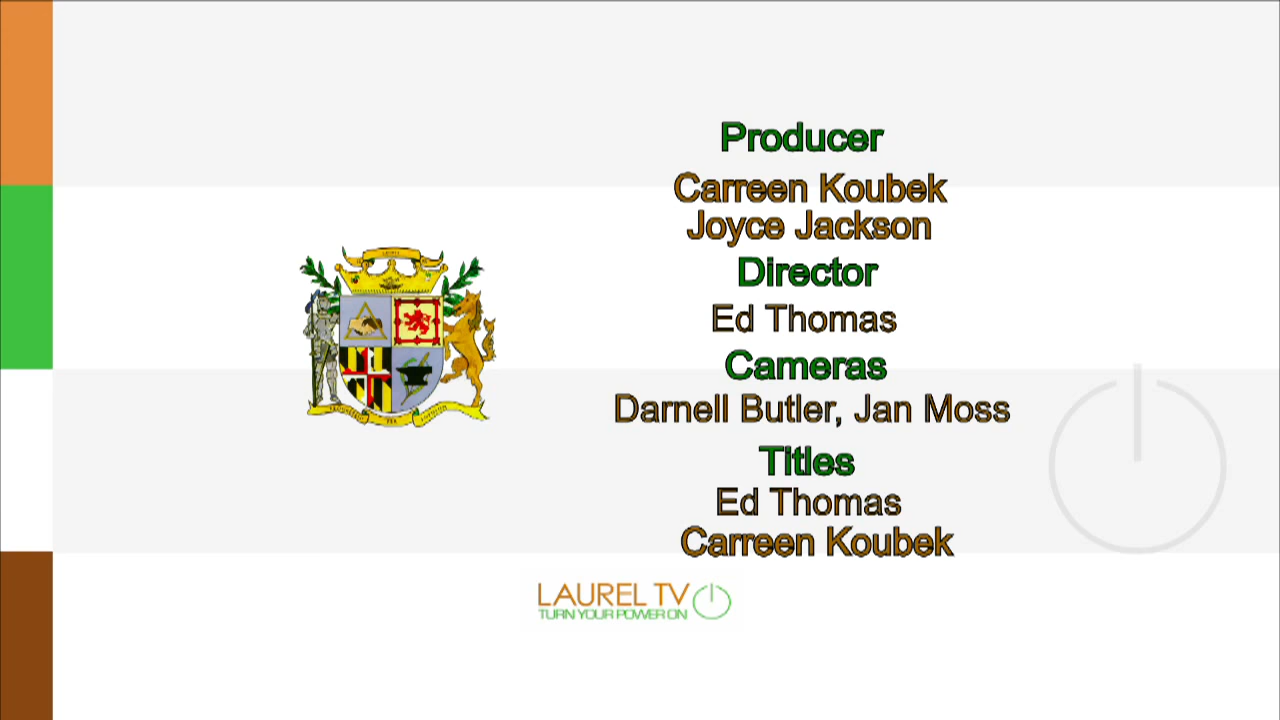 Producer
Carreen Koubek
Joyce Jackson
Director
Ed Thomas
Cameras
Darnell Butler, Jan Moss
Titles
Ed Thomas
Carreen Koubek
LAUREL TV
TURN YOUR POWER ON